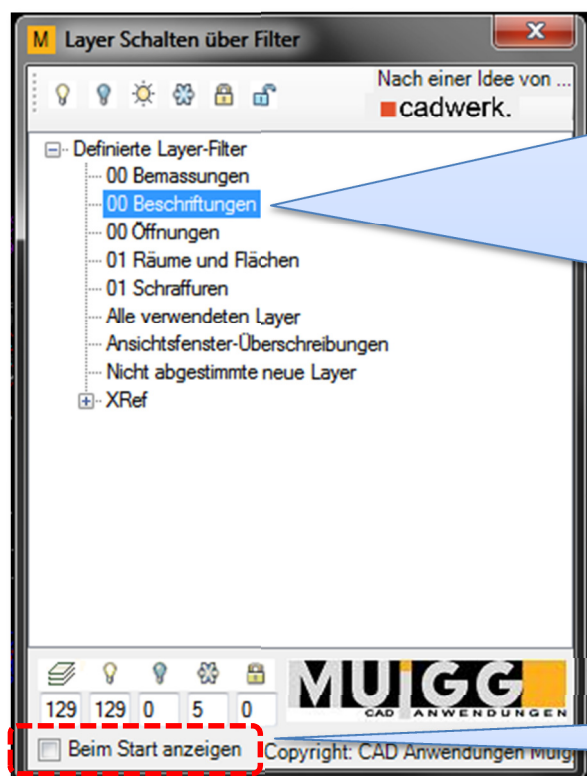 M Layer Schalten über Filter
Nach einer Idee von ...
cadwerk.
Definierte Layer-Filter
00 Bemassungen
00 Beschriftungen
00 Öffnungen
01 Räume und Flächen
01 Schraffuren
Alle verwendeten Layer
Ansichtsfenster-Überschreibungen
Nicht abgestimmte neue Layer
XRef
129 129 0 5 0
MUiGG
CAD ANWENDUNGEN
Beim Start anzeigen Copyright: CAD Anwendungen Muigg